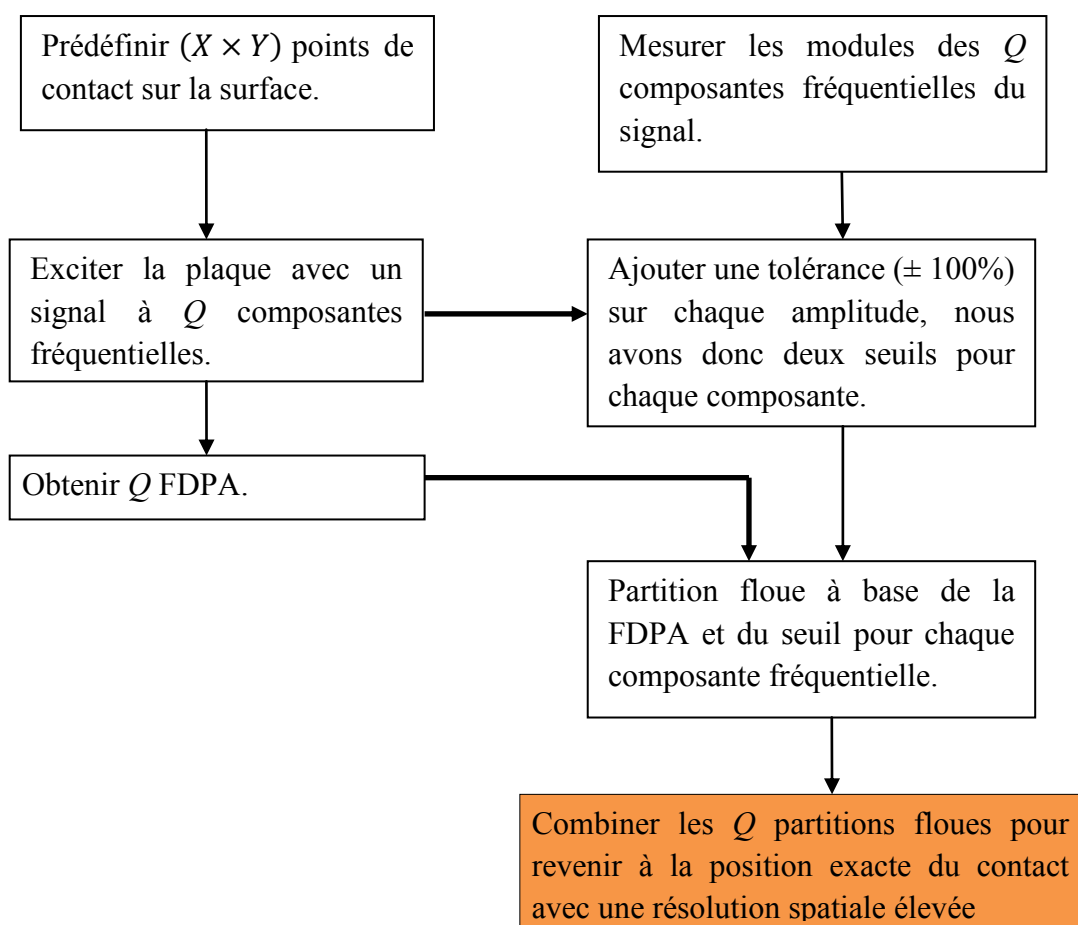 Prédéfinir (X × Y) points de
contact sur la surface.
Mesurer les modules des Q
composantes fréquentielles du
signal.
Exciter la plaque avec un
signal à Q composantes
fréquentielles.
Ajouter une tolérance (± 100%)
sur chaque amplitude, nous
avons donc deux seuils pour
chaque composante.
Obtenir Q FDPA.
Partition floue à base de la
FDPA et du seuil pour chaque
composante fréquentielle.
Combiner les Q partitions floues pour
revenir à la position exacte du contact
avec une résolution spatiale élevée